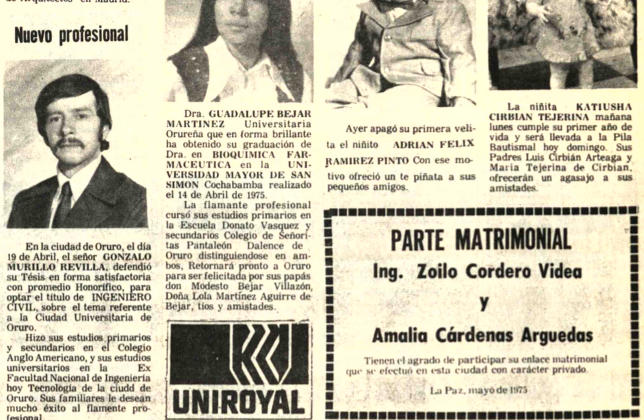 de Arquitectos" en Madrid.
Nuevo profesional
En la ciudad de Oruro, el día
19 de Abril, el señor GONZALO
MURILLO REVILLA, defendió
su Tésis en forma satisfactoria
con promedio Honorífico, para
optar el título de INGENIERO
CIVIL, sobre el tema referente
a la Ciudad Universitaria de
Oruro.
Hizo sus estudios primarios
y secundarios en el Colegio
Anglo Americano, y sus estudios
universitarios en la Ex
Facultad Nacional de Ingeniería
hoy Tecnología de la ciudd de
Oruro. Sus familiares le desean
mucho éxito al flamente pro-
fesional.
Dra. GUADALUPE BEJAR
MARTINEZ Universitaria
Orureña que en forma brillante
ha obtenido su graduación de
Dra. en BIOQUIMICA FAR-
MACEUTICA en la UNI-
VERSIDAD MAYOR DE SAN
SIMON Cochabamba realizado
el 14 de Abril de 1975.
La flamante profesional
cursó sus estudios primarios en
la Escuela Donato Vasquez y
secundarios Colegio de Señori-
tas Pantaleón Dalence de
Oruro distinguiendose en am-
bos, Retornará pronto a Oruro
para ser felicitada por sus papás
don Modesto Bejar Villazón,
Doña Lola Martínez Aguirre de
Bejar, tios y amistades.
UNIROYAL
Ayer apagó su primera veli-
ta el niñito ADRIAN FELIX
RAMIREZ PINTO Con ese mo-
tivo ofreció un te piñata a sus
pequeños amigos.
La niñita KATIUSHA
CIRBIAN TEJERINA mañana
lunes cumple su primer año de
vida y será llevada a la Pila
Bautismal hoy domingo. Sus
Padres Luis Cirbián Arteaga y
Maria Tejerina de Cirbian,
ofrecerán un agasajo a sus
amistades.
PARTE MATRIMONIAL
Ing. Zoilo Cordero Videa
y
Amalia Cárdenas Arguedas
Tienen el agrado de participar su enlace matrimonial
que se efectuó en esta ciudad con carácter privado.
La Paz, mayo de 1975